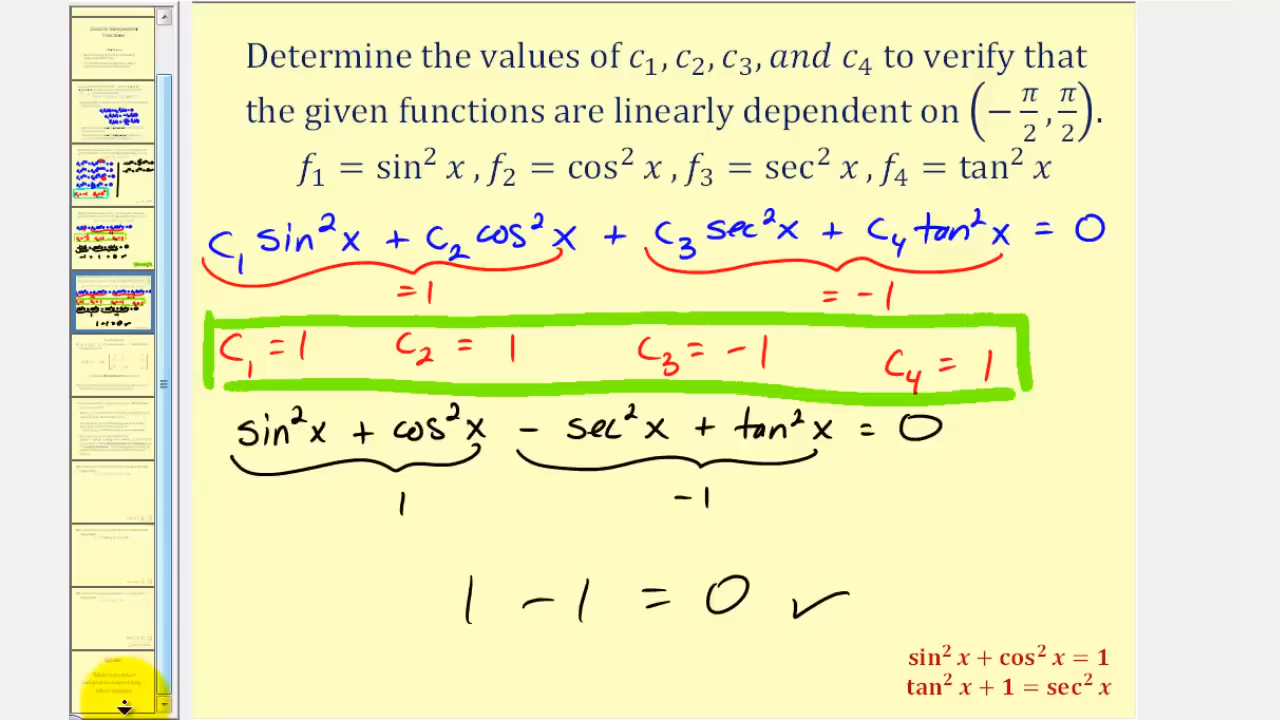 Determine the values of c₁, c₂, c₃, and c₄ to verify that
the given functions are linearly dependent on (−π/2, π/2).
f₁ = sin² x , f₂ = cos² x , f₃ = sec² x , f₄ = tan² x
C₁ sin²x + C₂ cos²x + C₃ sec²x + C₄ tan²x = 0
= 1 = -1
C₁ = 1 C₂ = 1 C₃ = -1 C₄ = 1
sin²x + cos²x - sec²x + tan²x = 0
1 -1
1 - 1 = 0 ✓
sin² x + cos² x = 1
tan² x + 1 = sec² x